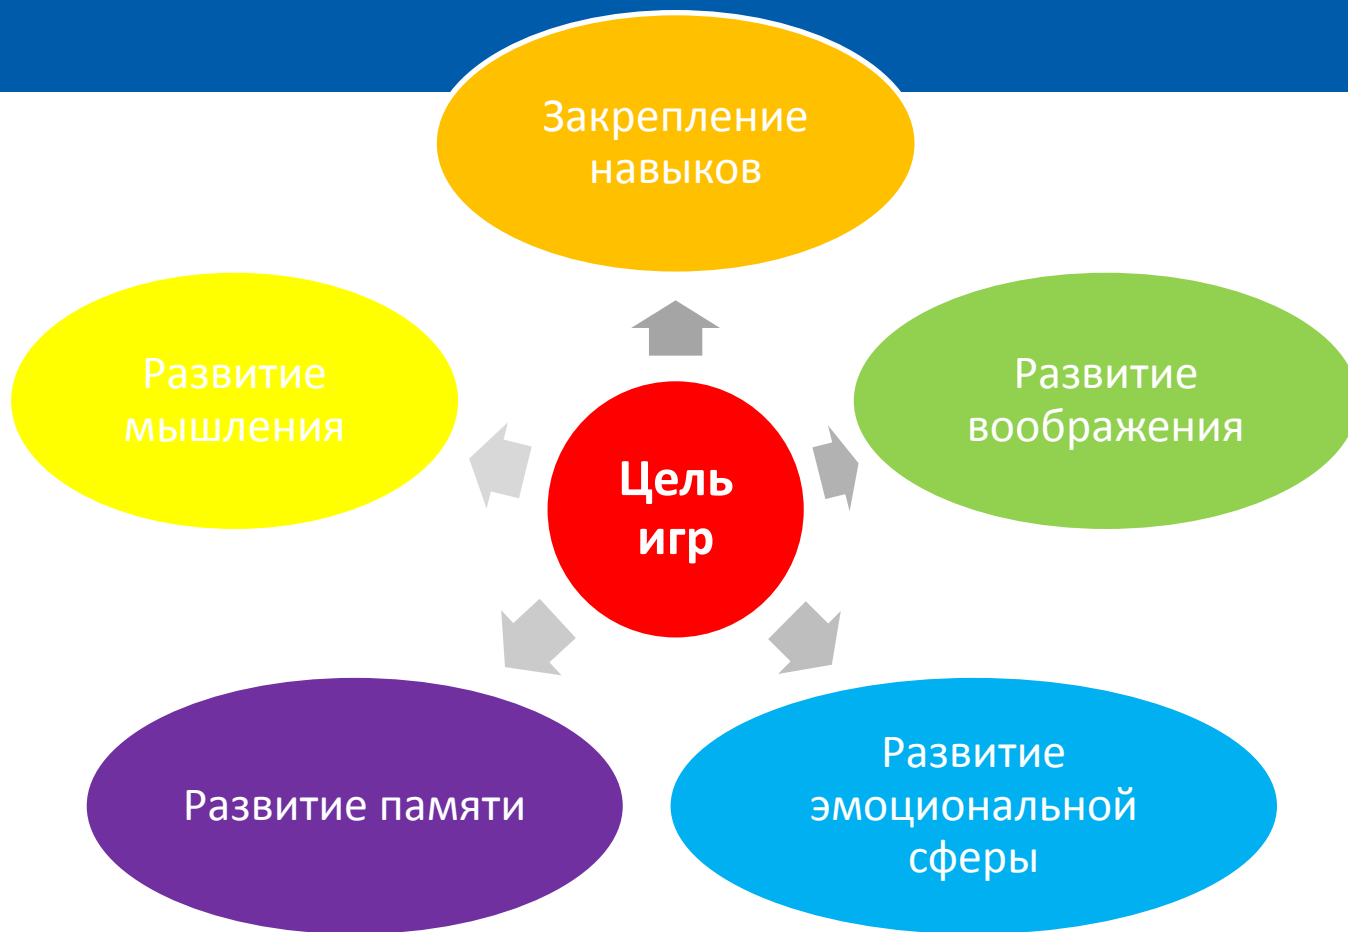 Закрепление
навыков
Развитие
мышления
Развитие
воображения
Цель
игр
Развитие памяти
Развитие
эмоциональной
сферы